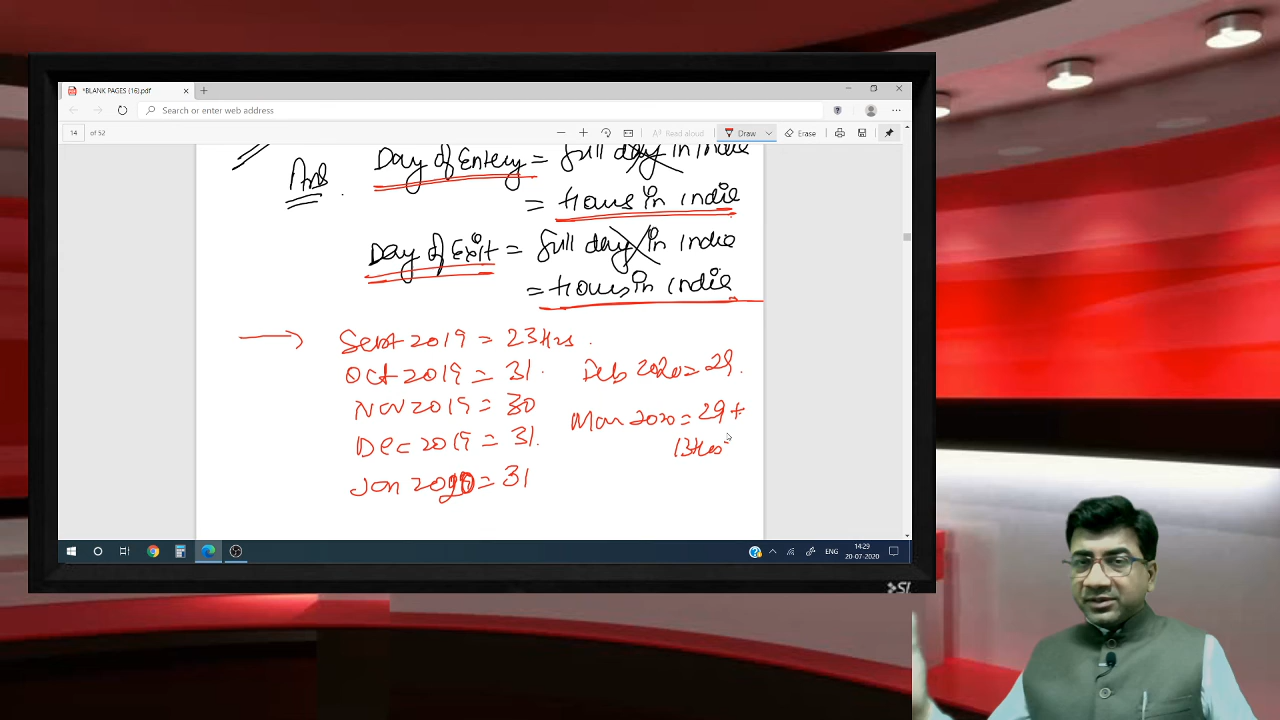 *BLANK PAGES (16).pdf
Search or enter web address
14 of 52
Read aloud Draw Erase
Ans
Day of Entery = full day in India
= Hours in India
Day of Exit = full day in India
= Hours in India
Sept 2019 = 23 Hrs.
Oct 2019 = 31.
Nov 2019 = 30
Dec 2019 = 31.
Jan 2020 = 31
Feb 2020 = 29.
Mar 2020 = 29 +
13 Hrs
ENG
14:29
20-07-2020